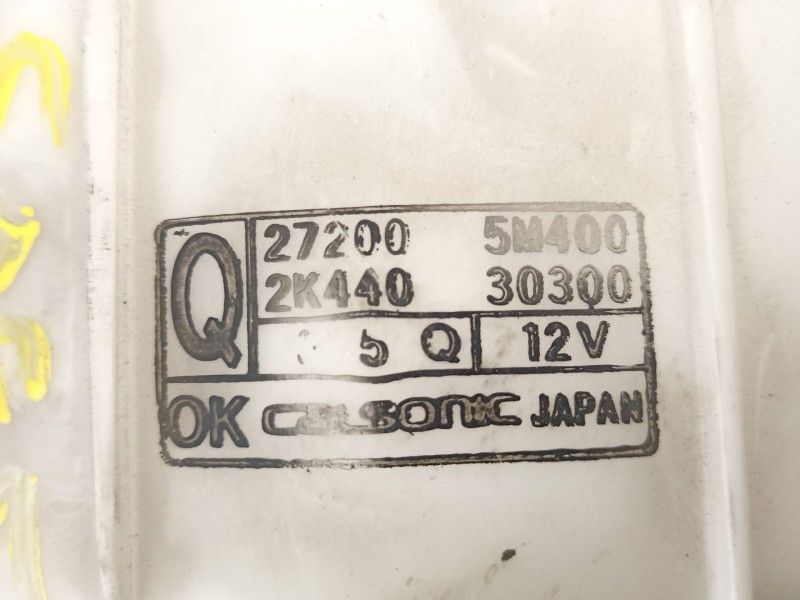 Q
27200 5M400
2K440 30300
5 Q 12V
OK CALSONIC JAPAN